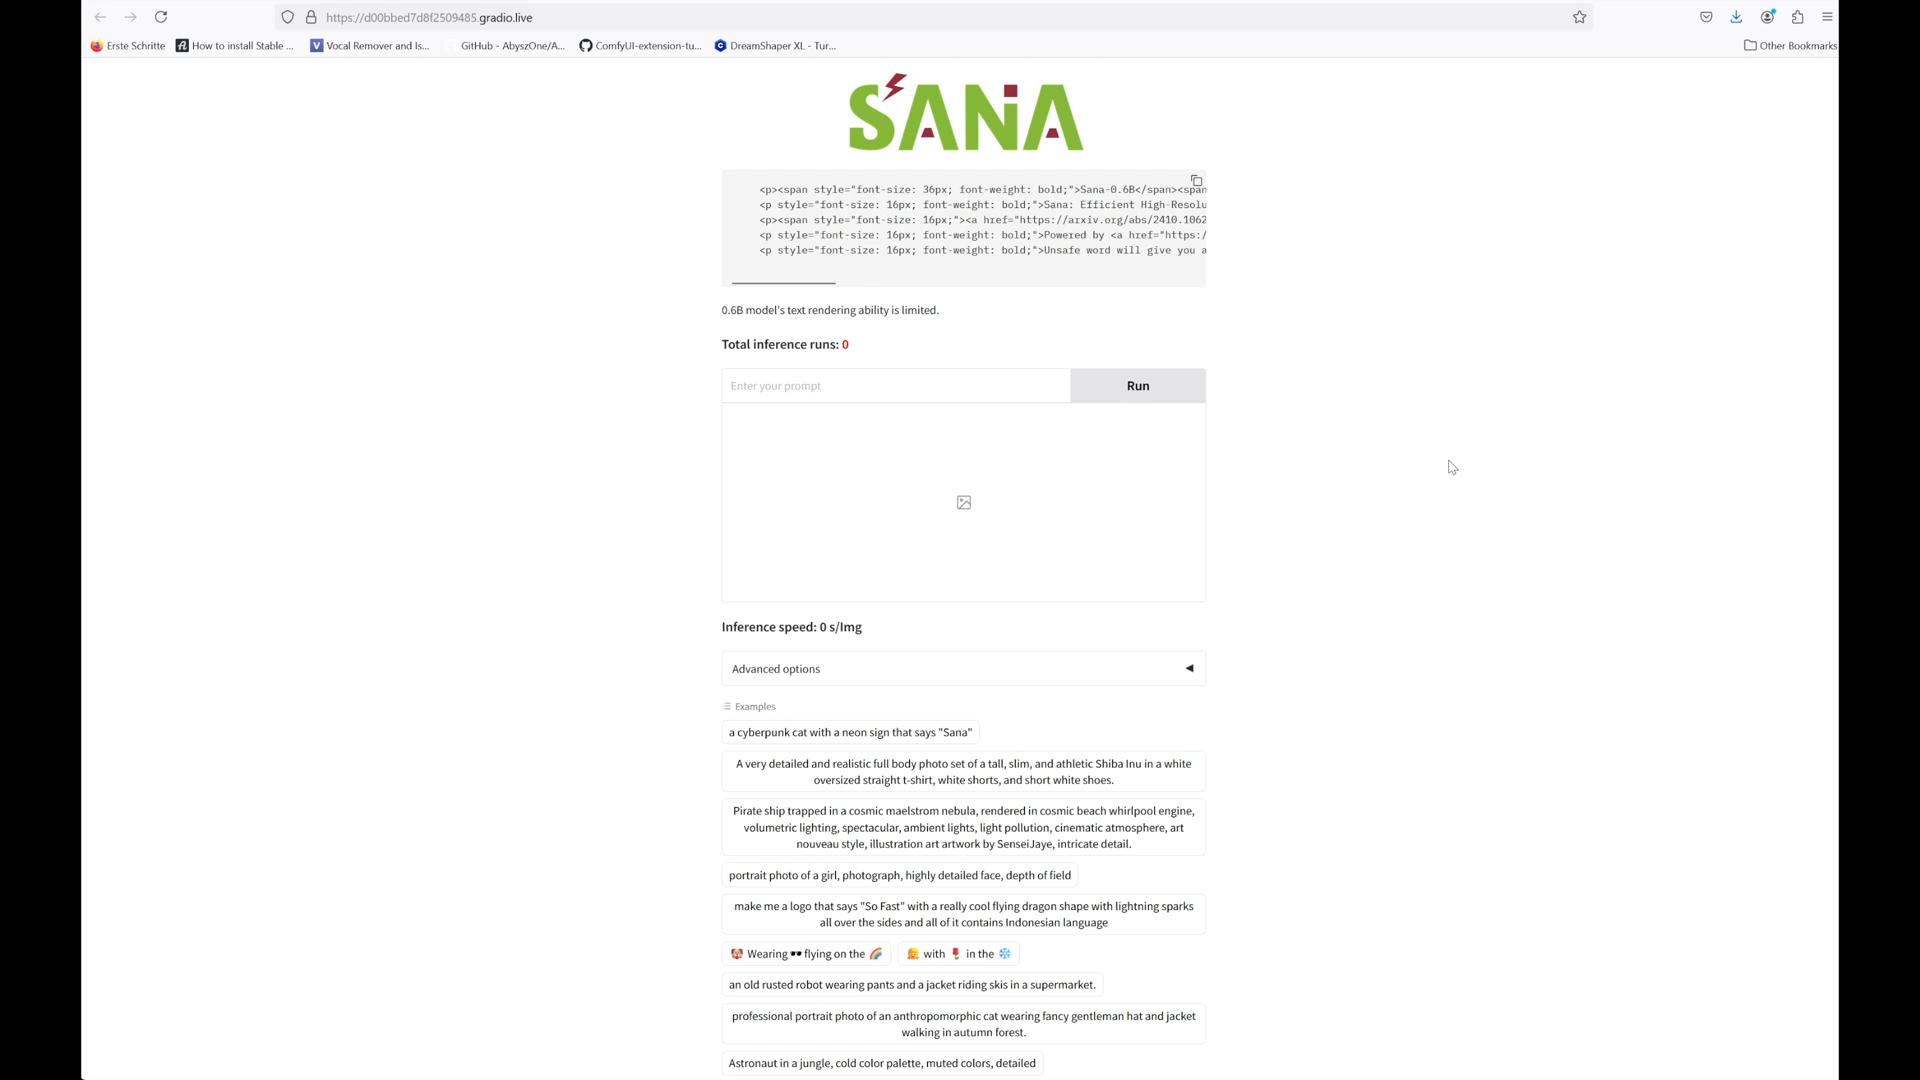 https://d00bbed7d8f2509485.gradio.live
Erste Schritte
How to install Stable ...
Vocal Remover and Is...
GitHub - AbyszOne/A...
ComfyUI-extension-tu...
DreamShaper XL - Tur...
Other Bookmarks
SANA
<p><span style="font-size: 36px; font-weight: bold;">Sana-0.6B</span><span
<p style="font-size: 16px; font-weight: bold;">Sana: Efficient High-Resolu
<p><span style="font-size: 16px;"><a href="https://arxiv.org/abs/2410.1062
<p style="font-size: 16px; font-weight: bold;">Powered by <a href="https:/
<p style="font-size: 16px; font-weight: bold;">Unsafe word will give you a
0.6B model's text rendering ability is limited.
Total inference runs: 0
Enter your prompt
Run
Inference speed: 0 s/Img
Advanced options
Examples
a cyberpunk cat with a neon sign that says "Sana"
A very detailed and realistic full body photo set of a tall, slim, and athletic Shiba Inu in a white
oversized straight t-shirt, white shorts, and short white shoes.
Pirate ship trapped in a cosmic maelstrom nebula, rendered in cosmic beach whirlpool engine,
volumetric lighting, spectacular, ambient lights, light pollution, cinematic atmosphere, art
nouveau style, illustration art artwork by SenseiJaye, intricate detail.
portrait photo of a girl, photograph, highly detailed face, depth of field
make me a logo that says "So Fast" with a really cool flying dragon shape with lightning sparks
all over the sides and all of it contains Indonesian language
🐶 Wearing 🕶 flying on the 🌈
👧 with 🌹 in the ❄️
an old rusted robot wearing pants and a jacket riding skis in a supermarket.
professional portrait photo of an anthropomorphic cat wearing fancy gentleman hat and jacket
walking in autumn forest.
Astronaut in a jungle, cold color palette, muted colors, detailed